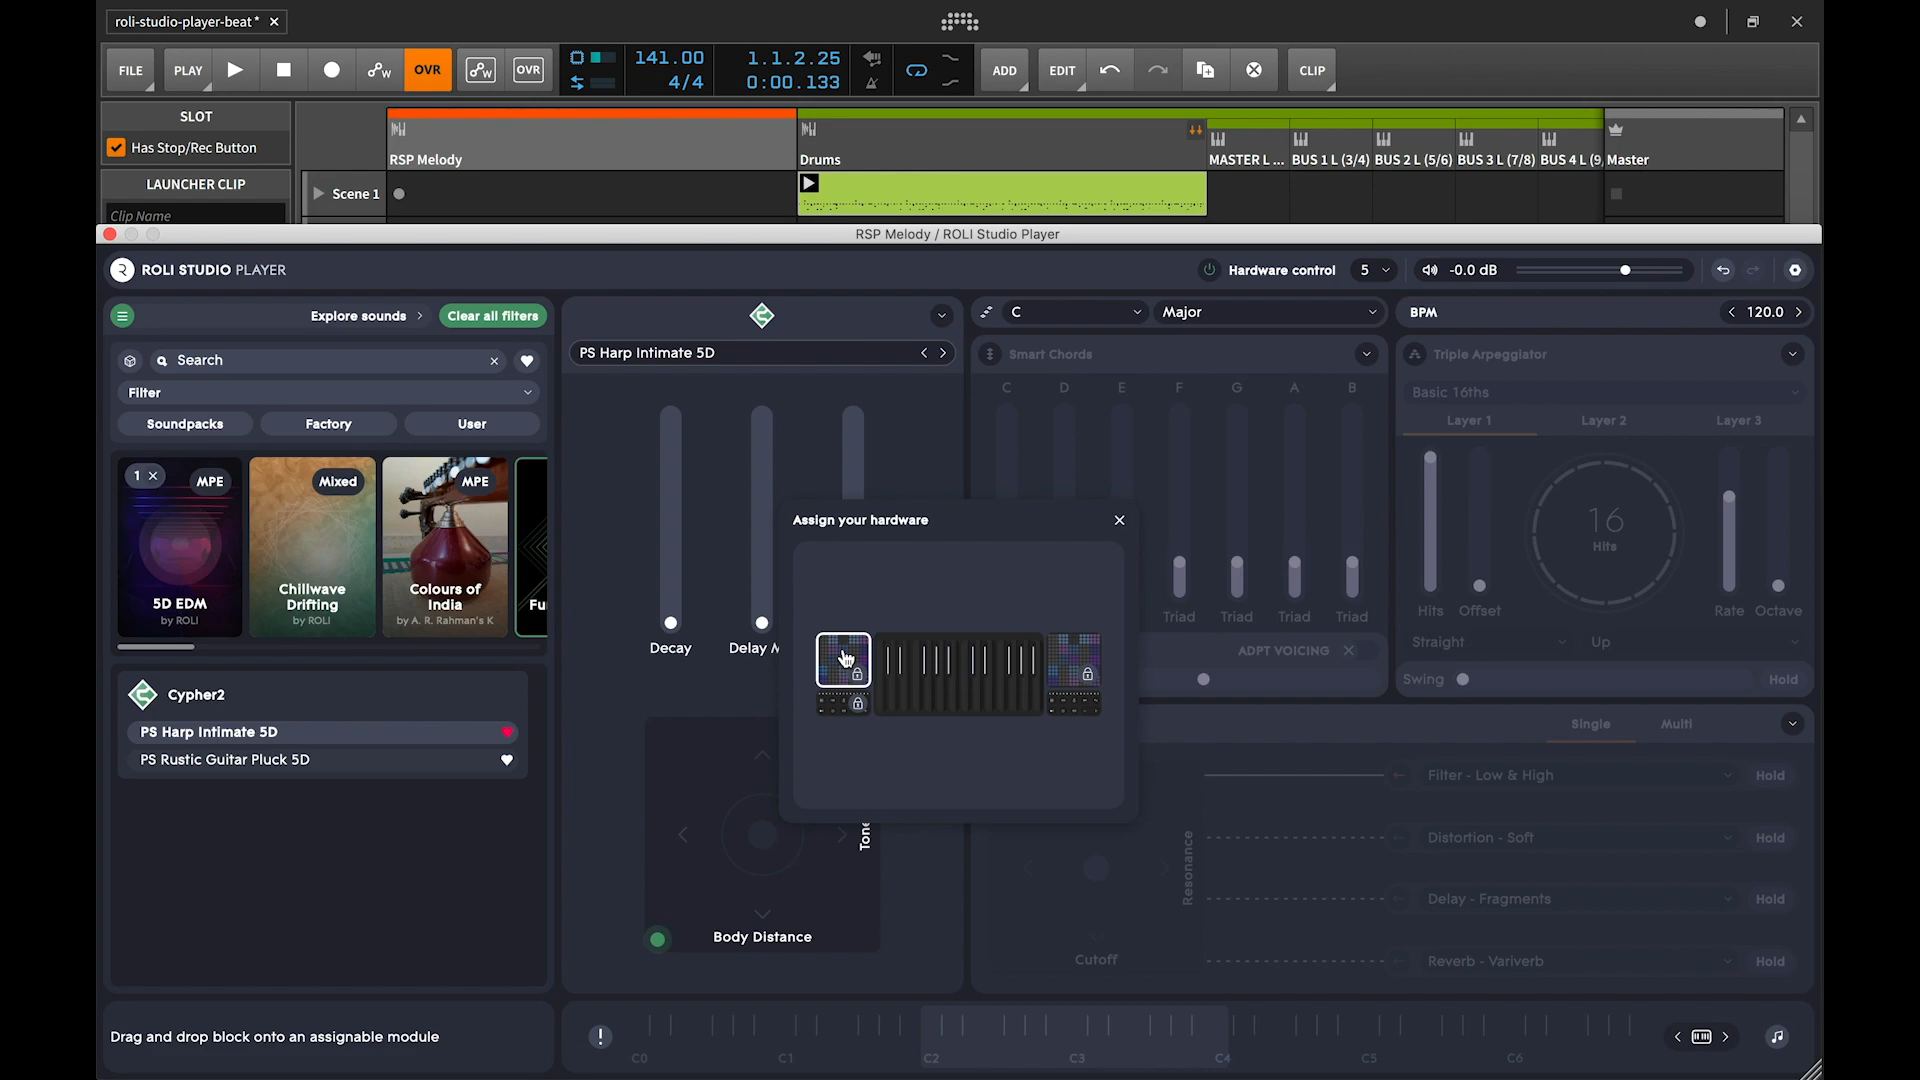 roli-studio-player-beat*
FILE
PLAY
OVR
OVR
141.00
4/4
1.1.2.25
0:00.133
ADD
EDIT
CLIP
SLOT
Has Stop/Rec Button
LAUNCHER CLIP
Clip Name
RSP Melody
Drums
MASTER L ...
BUS 1 L (3/4)
BUS 2 L (5/6)
BUS 3 L (7/8)
BUS 4 L (9,
Master
Scene 1
RSP Melody / ROLI Studio Player
ROLI STUDIO PLAYER
Hardware control
5
-0.0 dB
Explore sounds
Clear all filters
Search
Filter
Soundpacks
Factory
User
1
MPE
5D EDM
by ROLI
Mixed
Chillwave
Drifting
by ROLI
MPE
Colours of
India
by A. R. Rahman's K
Fu
Cypher2
PS Harp Intimate 5D
PS Rustic Guitar Pluck 5D
Drag and drop block onto an assignable module
PS Harp Intimate 5D
Decay
Delay M
Tone
Body Distance
Assign your hardware
C
Major
Smart Chords
C
D
E
F
G
A
B
Triad
Triad
Triad
Triad
ADPT VOICING
BPM
120.0
Triple Arpeggiator
Basic 16ths
Layer 1
Layer 2
Layer 3
16
Hits
Hits
Offset
Rate
Octave
Straight
Up
Swing
Hold
Single
Multi
Resonance
Cutoff
Filter - Low & High
Hold
Distortion - Soft
Hold
Delay - Fragments
Hold
Reverb - Variverb
Hold
C0
C1
C2
C3
C4
C5
C6